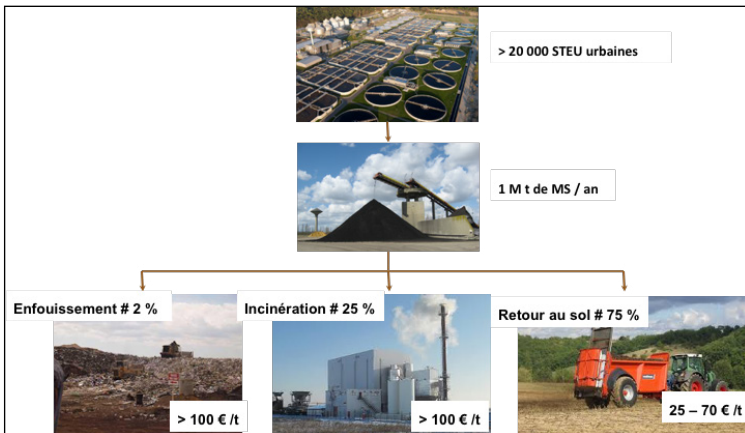 > 20 000 STEU urbaines
1 M t de MS / an
Enfouissement # 2 %
Incinération # 25 %
Retour au sol # 75 %
> 100 € /t
> 100 € /t
25 – 70 € /t